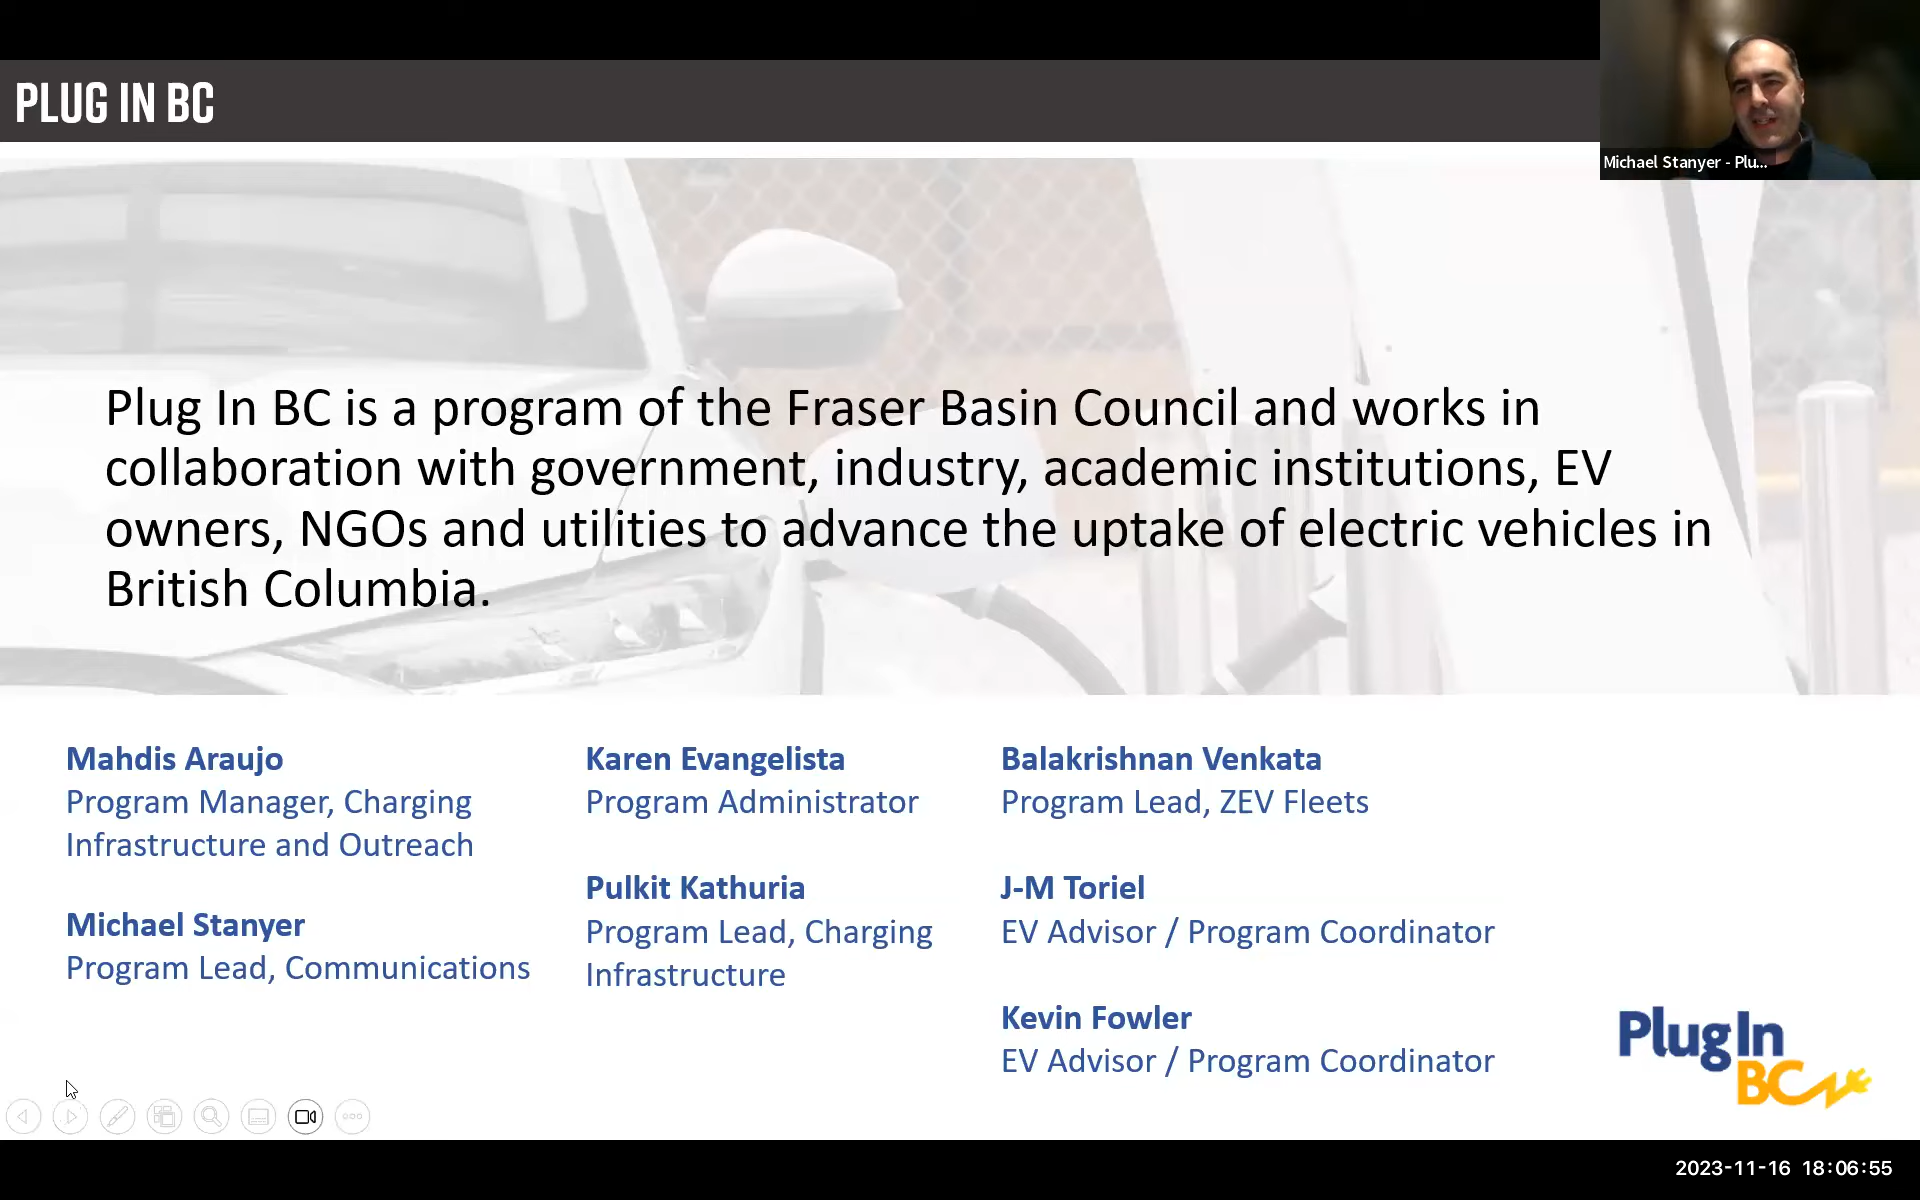 PLUG IN BC
Michael Stanyer - Plu...
Plug In BC is a program of the Fraser Basin Council and works in
collaboration with government, industry, academic institutions, EV
owners, NGOs and utilities to advance the uptake of electric vehicles in
British Columbia.
Mahdis Araujo
Program Manager, Charging
Infrastructure and Outreach
Michael Stanyer
Program Lead, Communications
Karen Evangelista
Program Administrator
Pulkit Kathuria
Program Lead, Charging
Infrastructure
Balakrishnan Venkata
Program Lead, ZEV Fleets
J-M Toriel
EV Advisor / Program Coordinator
Kevin Fowler
EV Advisor / Program Coordinator
PlugIn
BC
2023-11-16 18:06:55